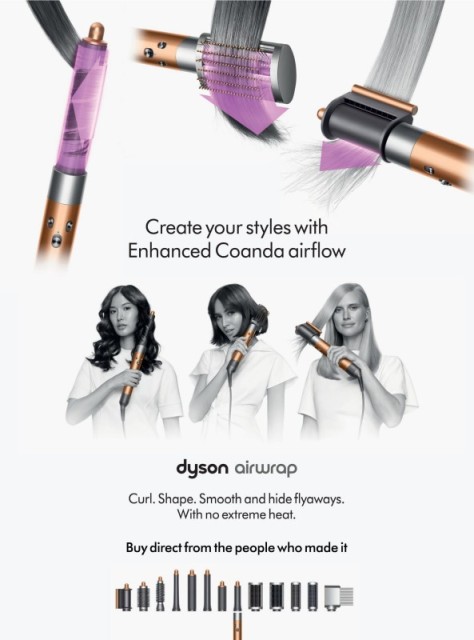 Create your styles with
Enhanced Coanda airflow
dyson airwrap
Curl. Shape. Smooth and hide flyaways.
With no extreme heat.
Buy direct from the people who made it